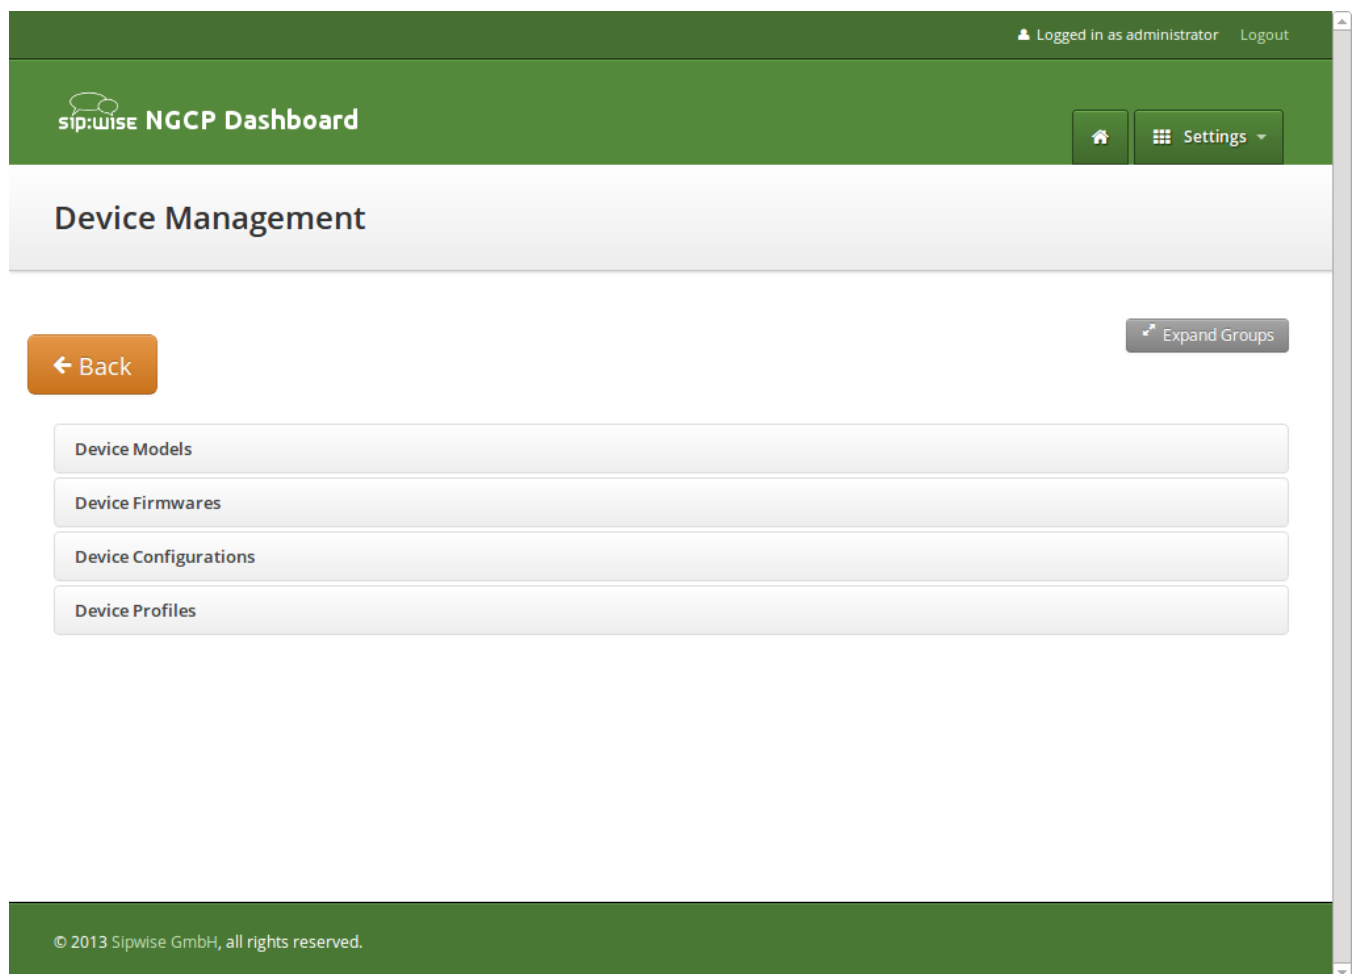 Logged in as administrator Logout
sip:wise NGCP Dashboard
Settings
Device Management
Expand Groups
Back
Device Models
Device Firmwares
Device Configurations
Device Profiles
© 2013 Sipwise GmbH, all rights reserved.